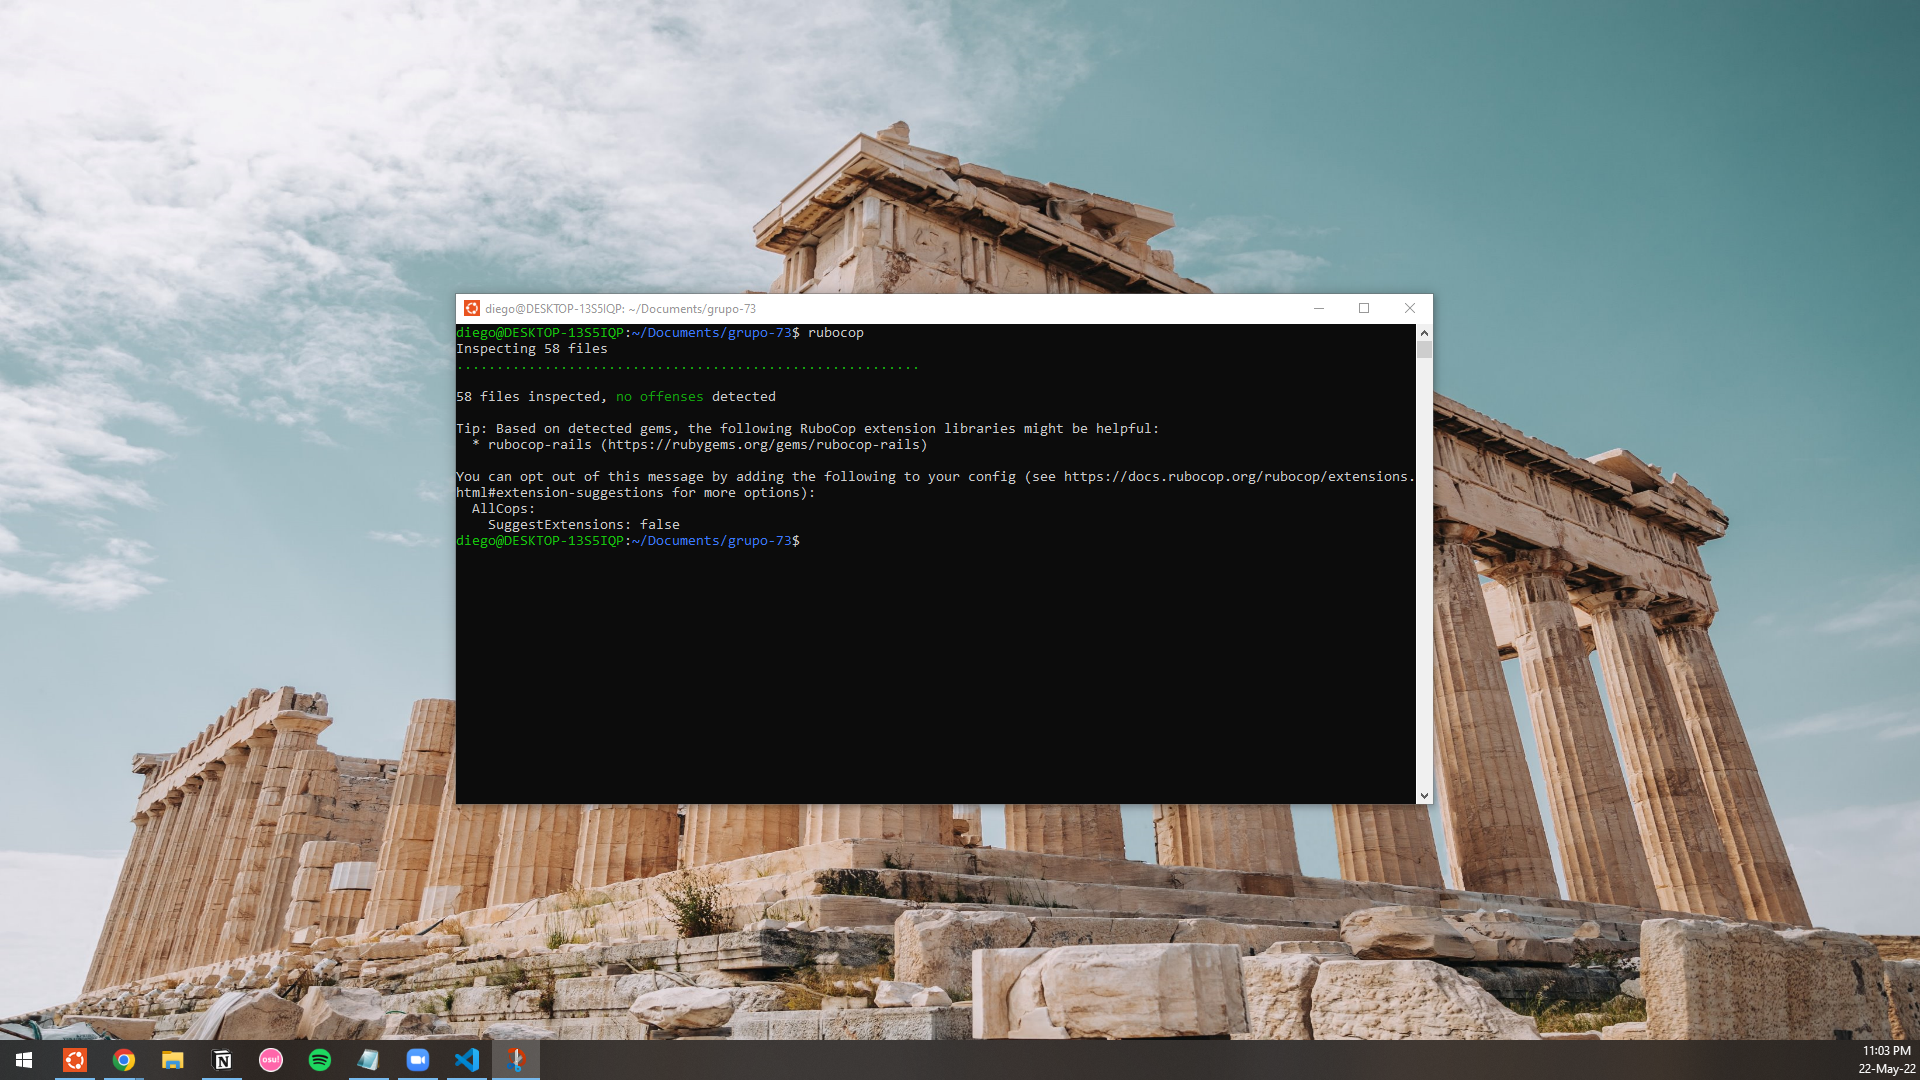 diego@DESKTOP-13S5IQP: ~/Documents/grupo-73
diego@DESKTOP-13S5IQP:~/Documents/grupo-73$ rubocop
Inspecting 58 files
..........................................................
58 files inspected, no offenses detected
Tip: Based on detected gems, the following RuboCop extension libraries might be helpful:
* rubocop-rails (https://rubygems.org/gems/rubocop-rails)
You can opt out of this message by adding the following to your config (see https://docs.rubocop.org/rubocop/extensions.
html#extension-suggestions for more options):
AllCops:
SuggestExtensions: false
diego@DESKTOP-13S5IQP:~/Documents/grupo-73$
osu!
11:03 PM
22-May-22